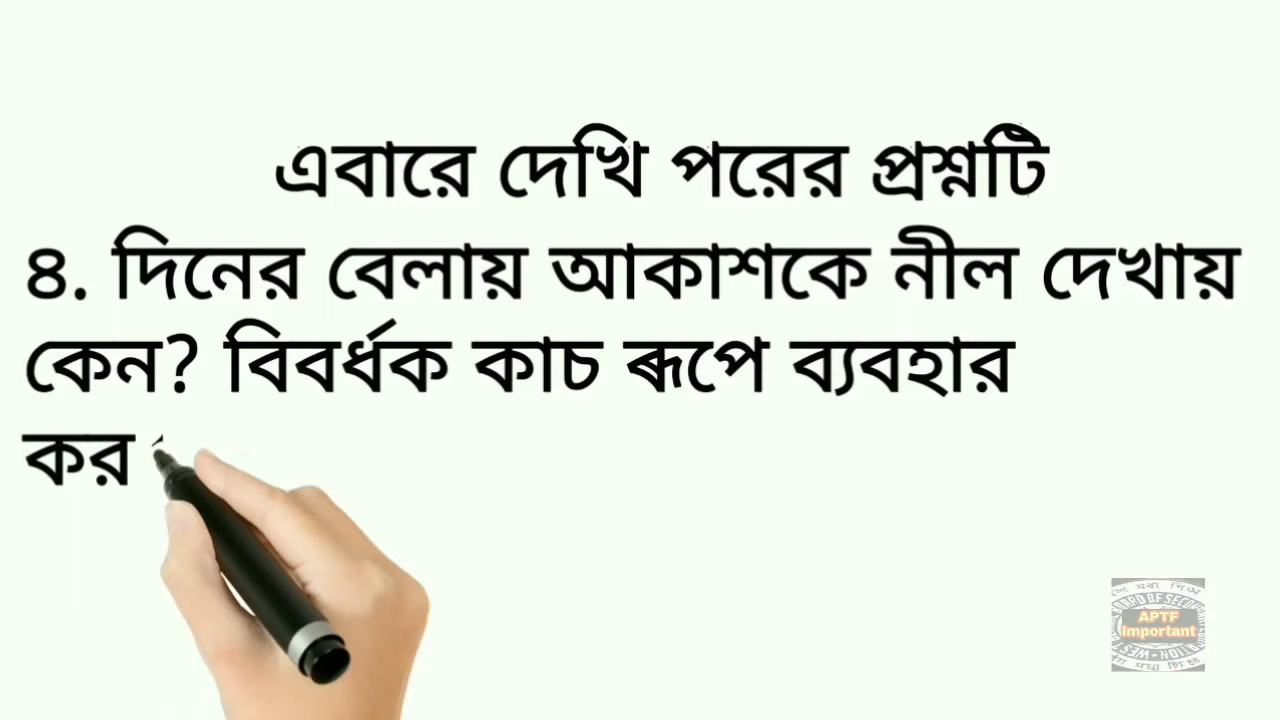 এবারে দেখি পরের প্রশ্নটি
৪. দিনের বেলায় আকাশকে নীল দেখায়
কেন? বিবর্ধক কাচ ৰূপে ব্যবহার
কর
APTF
Important